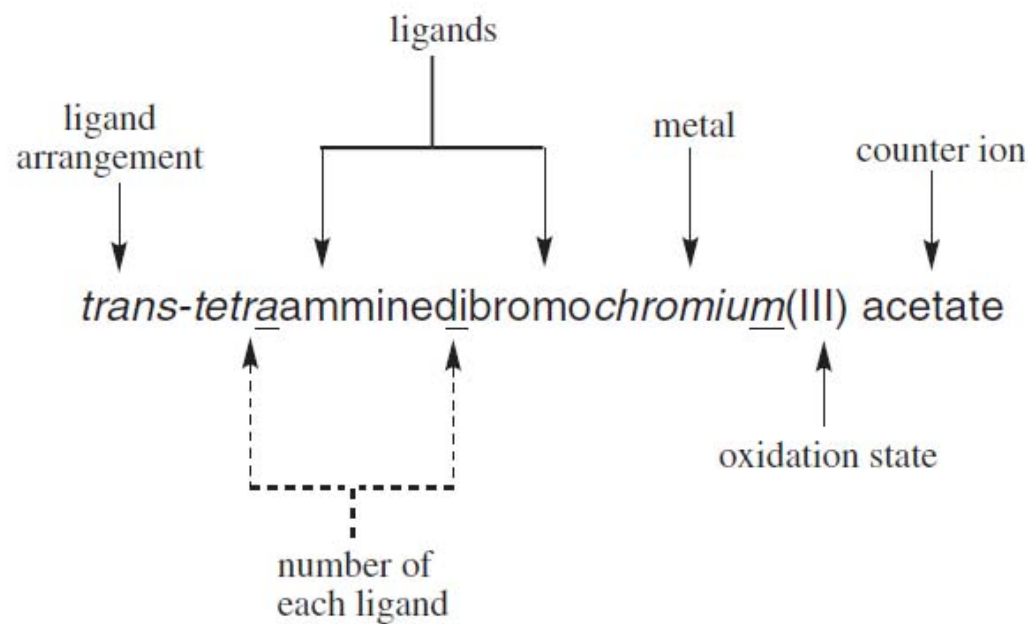 ligands
ligand
arrangement
metal
counter ion
trans-tetraamminedibromochromium(III) acetate
oxidation state
number of
each ligand